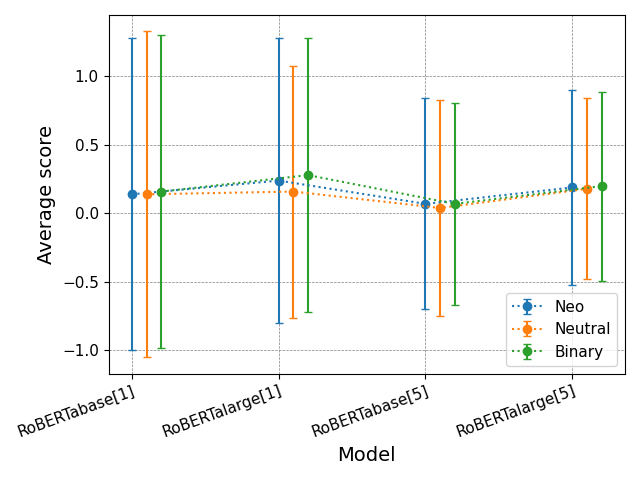 1.0
0.5
0.0
−0.5
−1.0
Average score
RoBERTabase[1]
RoBERTalarge[1]
RoBERTabase[5]
RoBERTalarge[5]
Model
Neo
Neutral
Binary